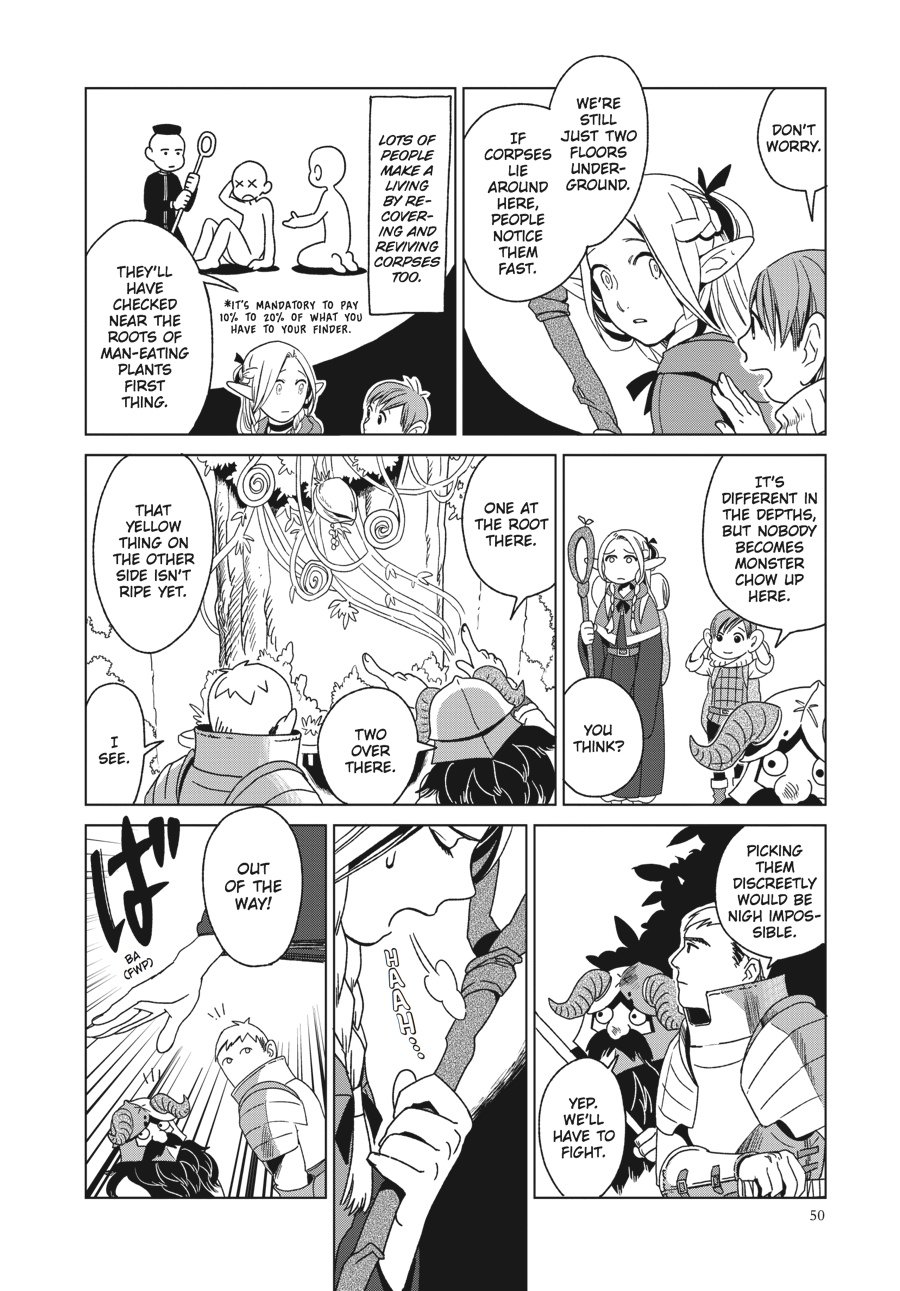 DON'T
WORRY.
WE'RE
STILL
JUST TWO
FLOORS
UNDER-
GROUND.
IF
CORPSES
LIE
AROUND
HERE,
PEOPLE
NOTICE
THEM
FAST.
LOTS OF
PEOPLE
MAKE A
LIVING
BY RE-
COVER-
ING AND
REVIVING
CORPSES
TOO.
*IT'S MANDATORY TO PAY
10% TO 20% OF WHAT YOU
HAVE TO YOUR FINDER.
THEY'LL
HAVE
CHECKED
NEAR THE
ROOTS OF
MAN-EATING
PLANTS
FIRST
THING.
IT'S
DIFFERENT IN
THE DEPTHS,
BUT NOBODY
BECOMES
MONSTER
CHOW UP
HERE.
YOU
THINK?
ONE AT
THE ROOT
THERE.
TWO
OVER
THERE.
THAT
YELLOW
THING ON
THE OTHER
SIDE ISN'T
RIPE YET.
I
SEE.
PICKING
THEM
DISCREETLY
WOULD BE
NIGH IMPOS-
SIBLE.
YEP.
WE'LL
HAVE TO
FIGHT.
HAAH...
OUT
OF THE
WAY!
ば
BA
(FWP)
50